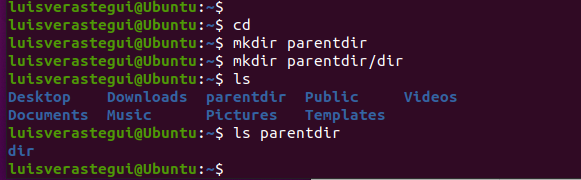 luisverastegui@Ubuntu:~$
luisverastegui@Ubuntu:~$ cd
luisverastegui@Ubuntu:~$ mkdir parentdir
luisverastegui@Ubuntu:~$ mkdir parentdir/dir
luisverastegui@Ubuntu:~$ ls
Desktop Downloads parentdir Public Videos
Documents Music Pictures Templates
luisverastegui@Ubuntu:~$ ls parentdir
dir
luisverastegui@Ubuntu:~$